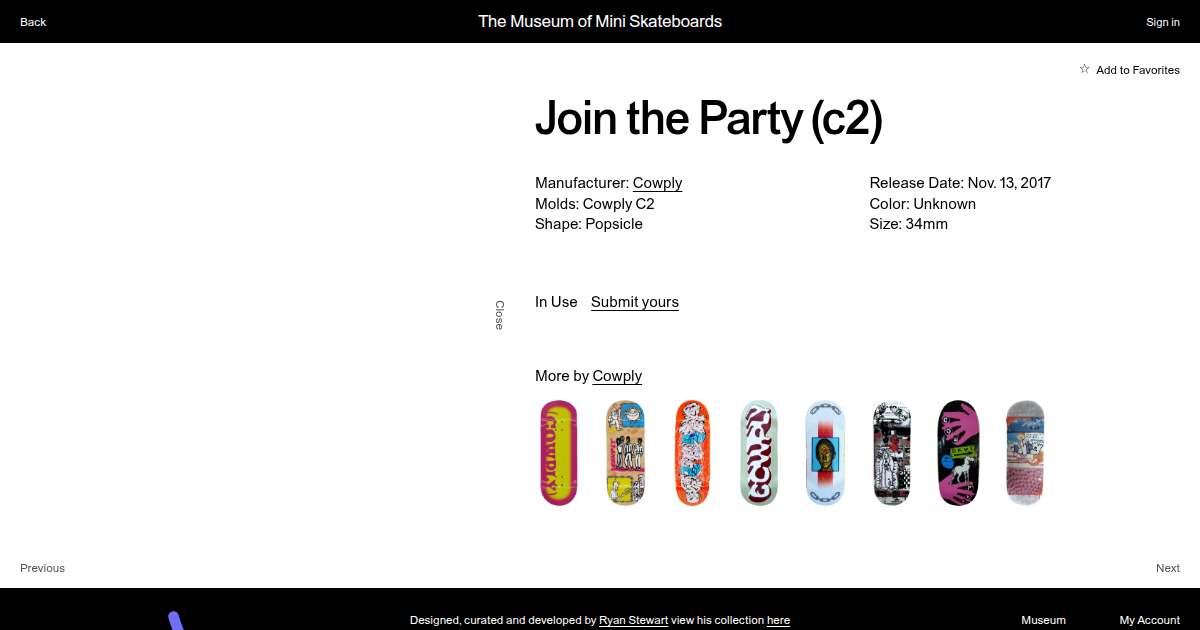 Back
The Museum of Mini Skateboards
Sign in
☆ Add to Favorites
Join the Party (c2)
Manufacturer: Cowply
Molds: Cowply C2
Shape: Popsicle
Release Date: Nov. 13, 2017
Color: Unknown
Size: 34mm
Close
In Use Submit yours
More by Cowply
COWPLY
Previous
Next
Designed, curated and developed by Ryan Stewart view his collection here
Museum
My Account